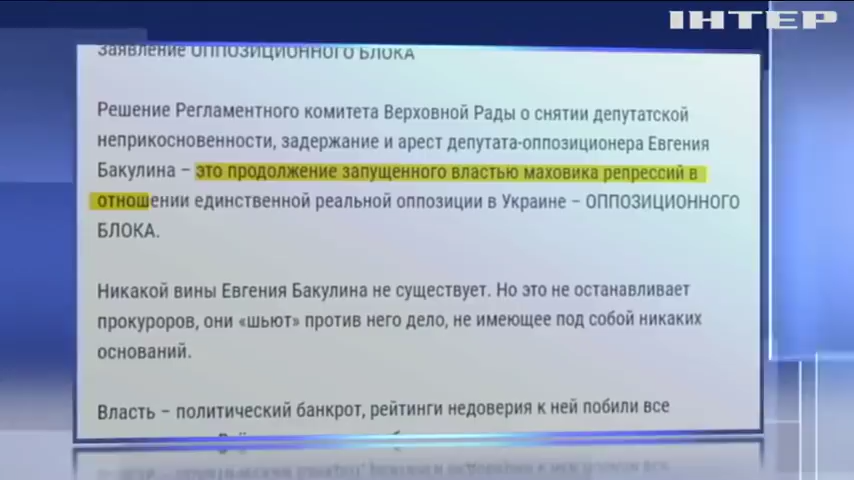 ІНТЕР
Заявление ОППОЗИЦИОННОГО БЛОКА
Решение Регламентного комитета Верховной Рады о снятии депутатской
неприкосновенности, задержание и арест депутата-оппозиционера Евгения
Бакулина – это продолжение запущенного властью маховика репрессий в
отношении единственной реальной оппозиции в Украине – ОППОЗИЦИОННОГО
БЛОКА.
Никакой вины Евгения Бакулина не существует. Но это не останавливает
прокуроров, они «шьют» против него дело, не имеющее под собой никаких
оснований.
Власть – политический банкрот, рейтинги недоверия к ней побили все